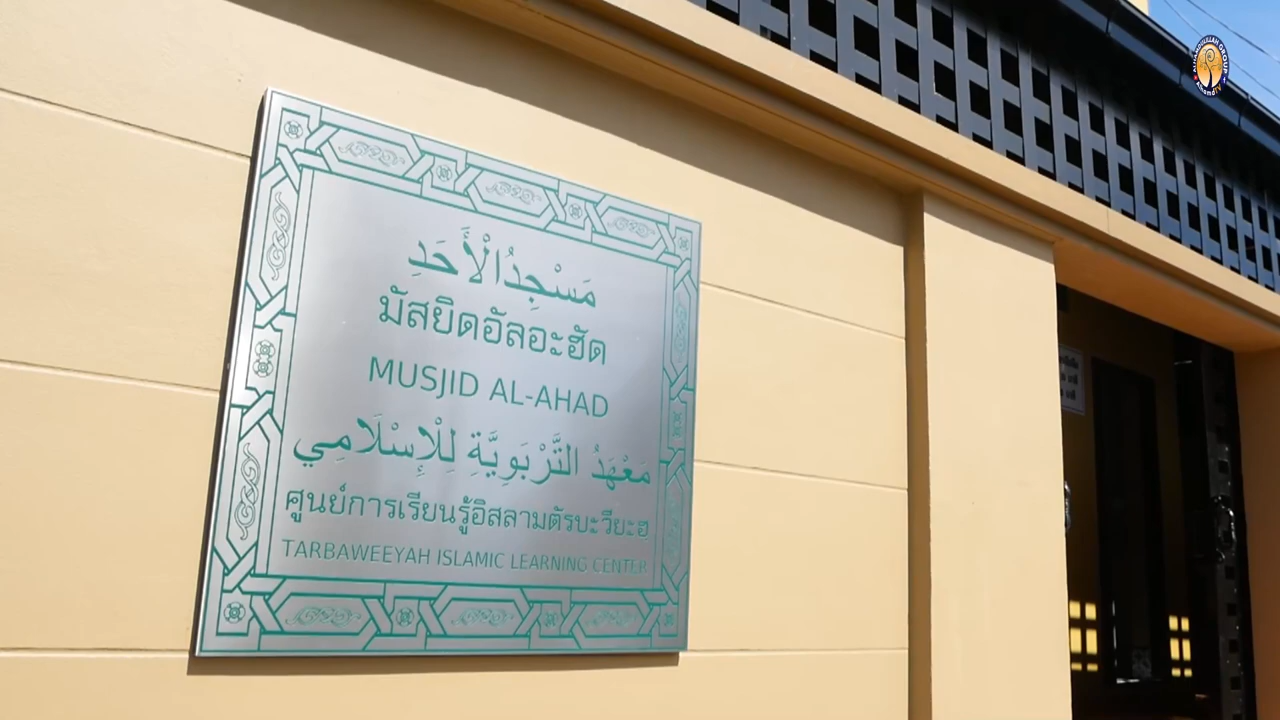 مَسْجِدُ الْأَحَدِ
มัสยิดอัลอะฮัด
MUSJID AL-AHAD
مَعْهَدُ التَّرْبَوِيَّةِ لِلْإِسْلَامِي
ศูนย์การเรียนรู้อิสลามตัรบะวียะฮ
TARBAWEEYAH ISLAMIC LEARNING CENTER